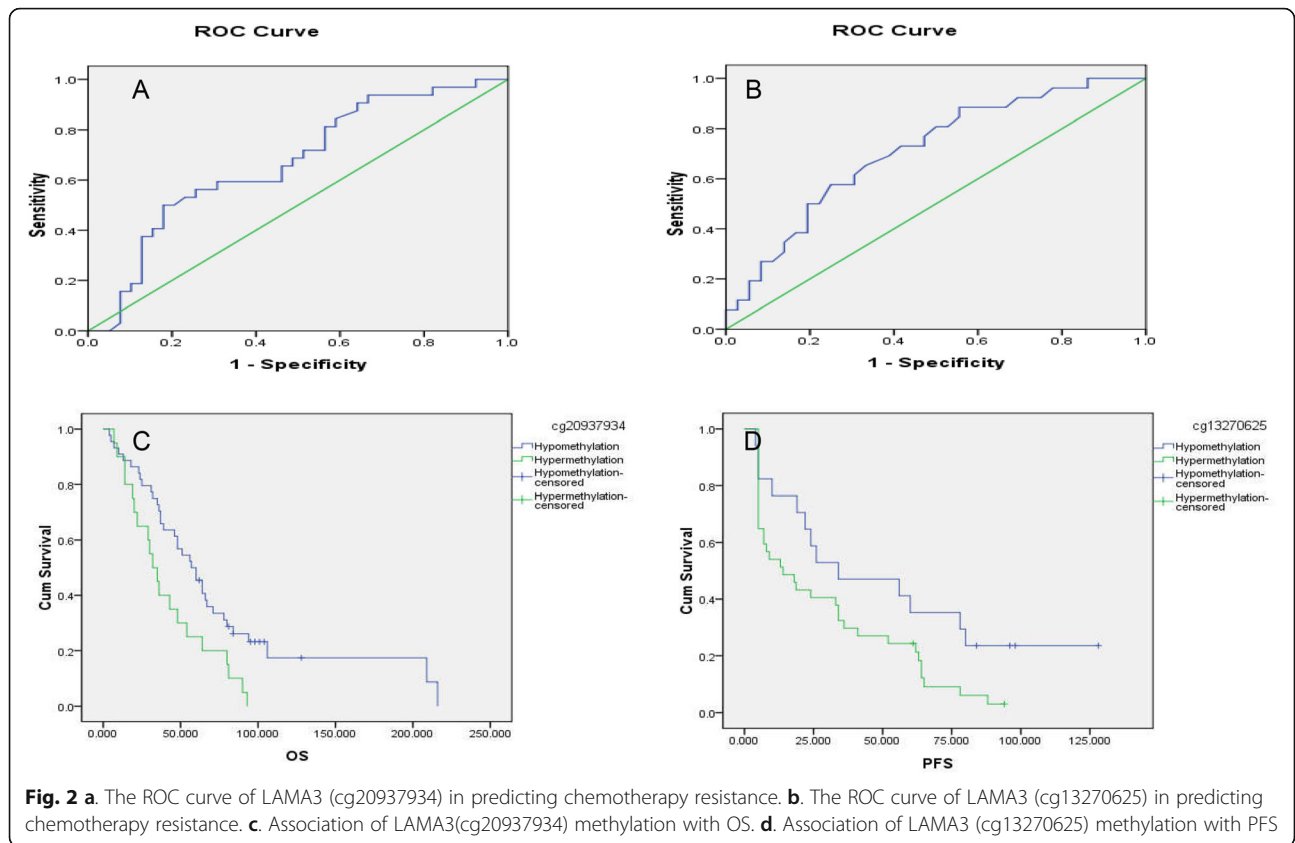 ROC Curve
A
1.0
0.8
0.6
0.4
0.2
0.0
Sensitivity
0.0 0.2 0.4 0.6 0.8 1.0
1 - Specificity
ROC Curve
B
1.0
0.8
0.6
0.4
0.2
0.0
Sensitivity
0.0 0.2 0.4 0.6 0.8 1.0
1 - Specificity
C
1.0
0.8
0.6
0.4
0.2
0.0
Cum Survival
0.000 50.000 100.000 150.000 200.000 250.000
OS
cg20937934
Hypomethylation
Hypermethylation
Hypomethylation-
censored
Hypermethylation-
censored
D
1.0
0.8
0.6
0.4
0.2
0.0
Cum Survival
0.000 25.000 50.000 75.000 100.000 125.000
PFS
cg13270625
Hypomethylation
Hypermethylation
Hypomethylation-
censored
Hypermethylation-
censored
Fig. 2 a. The ROC curve of LAMA3 (cg20937934) in predicting chemotherapy resistance. b. The ROC curve of LAMA3 (cg13270625) in predicting
chemotherapy resistance. c. Association of LAMA3(cg20937934) methylation with OS. d. Association of LAMA3 (cg13270625) methylation with PFS